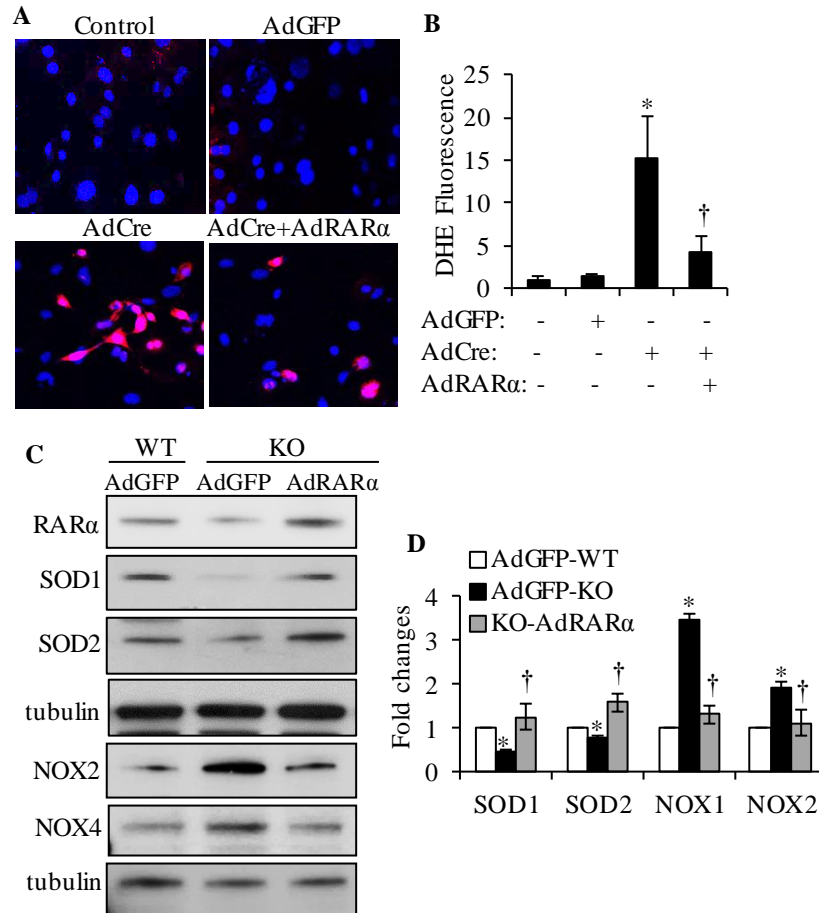 A
Control
AdGFP
AdCre
AdCre+AdRARα
B
DHE Fluorescence
25
20
15
10
5
0
*
†
AdGFP: - + - -
AdCre: - - + +
AdRARα: - - - +
C
WT
KO
AdGFP
AdGFP
AdRARα
RARα
SOD1
SOD2
tubulin
NOX2
NOX4
tubulin
D
AdGFP-WT
AdGFP-KO
KO-AdRARα
Fold changes
4
3
2
1
0
* † * † * † * †
SOD1 SOD2 NOX1 NOX2